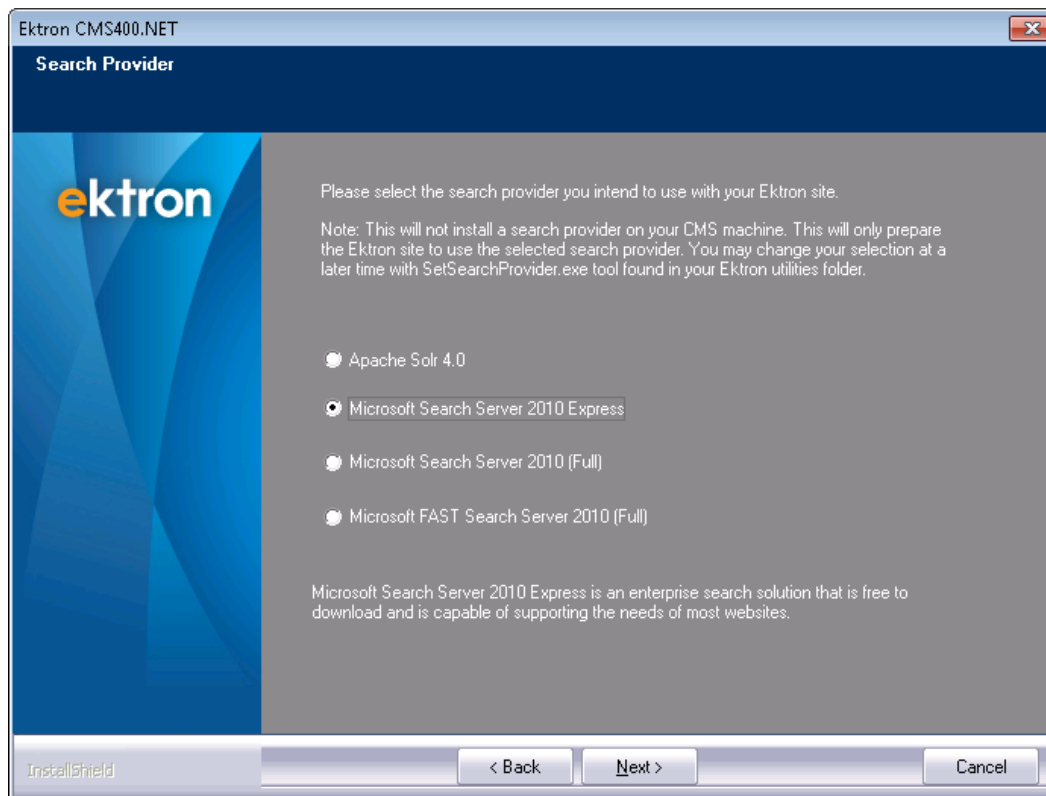 Ektron CMS400.NET
Search Provider
ektron
Please select the search provider you intend to use with your Ektron site.
Note: This will not install a search provider on your CMS machine. This will only prepare
the Ektron site to use the selected search provider. You may change your selection at a
later time with SetSearchProvider.exe tool found in your Ektron utilities folder.
Apache Solr 4.0
Microsoft Search Server 2010 Express
Microsoft Search Server 2010 (Full)
Microsoft FAST Search Server 2010 (Full)
Microsoft Search Server 2010 Express is an enterprise search solution that is free to
download and is capable of supporting the needs of most websites.
InstallShield
< Back
Next >
Cancel